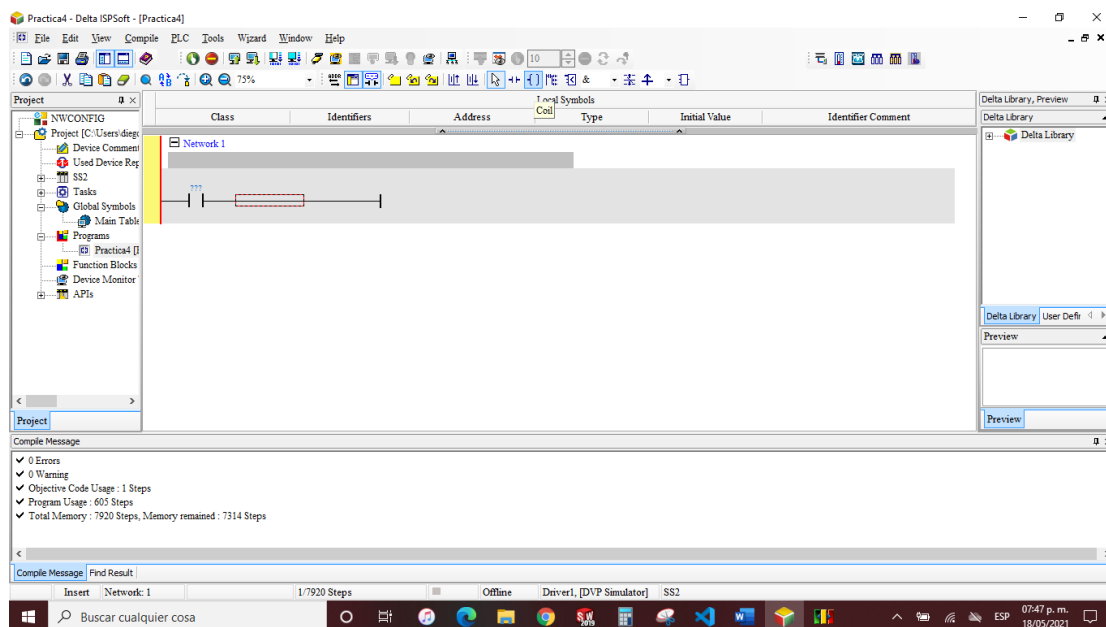 Practica4 - Delta ISPSoft - [Practica4]
File Edit View Compile PLC Tools Wizard Window Help
10
75% &
Project
Local Symbols
Delta Library, Preview
Class Identifiers Address Type Initial Value Identifier Comment
Coil
Delta Library
NWCONFIG
Project [C:\Users\diego
Device Comment
Used Device Rep
SS2
Tasks
Global Symbols
Main Table
Programs
Practica4 [P
Function Blocks
Device Monitor
APIs
Project
Network 1
???
Delta Library
Delta Library User Defir
Preview
Preview
Compile Message
0 Errors
0 Warning
Objective Code Usage : 1 Steps
Program Usage : 605 Steps
Total Memory : 7920 Steps, Memory remained : 7314 Steps
Compile Message Find Result
Insert Network: 1 1/7920 Steps Offline Driver1, [DVP Simulator] SS2
Buscar cualquier cosa
ESP
07:47 p. m.
18/05/2021